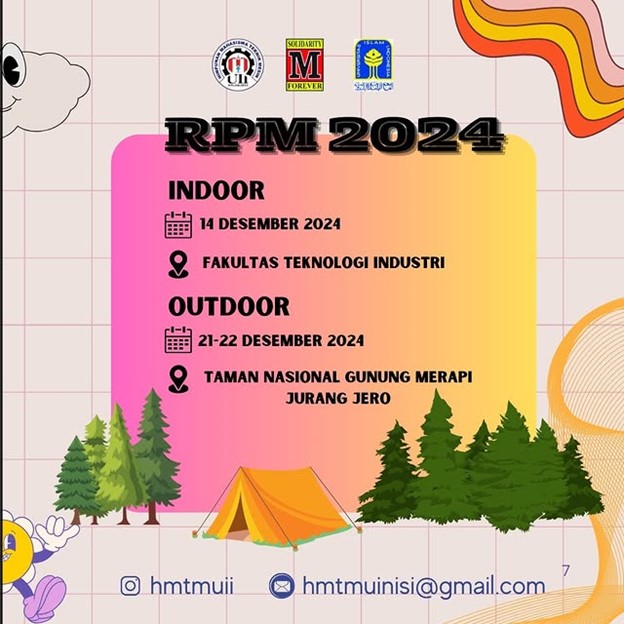 SOLIDARITY
M
FOREVER
UII
RPM 2024
INDOOR
14 DESEMBER 2024
FAKULTAS TEKNOLOGI INDUSTRI
OUTDOOR
21-22 DESEMBER 2024
TAMAN NASIONAL GUNUNG MERAPI
JURANG JERO
7
hmtmuii
hmtmuinisi@gmail.com